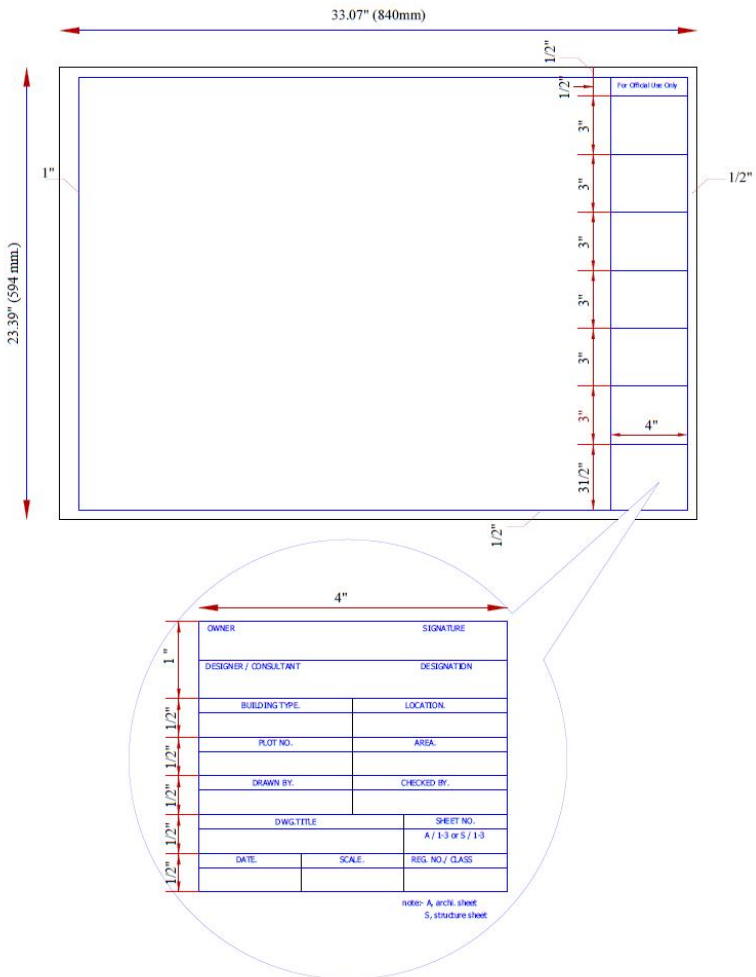 33.07" (840mm)
1/2"
1/2"
For Official Use Only
3"
1"
3"
1/2"
3"
23.39" (594 mm.)
3"
3"
3"
4"
31/2"
1/2"
4"
OWNER SIGNATURE
1 "
DESIGNER / CONSULTANT DESIGNATION
BUILDING TYPE. LOCATION.
1/2"
PLOT NO. AREA.
1/2"
DRAWN BY. CHECKED BY.
1/2"
DWG.TITLE SHEET NO.
1/2"
A / 1-3 or S / 1-3
DATE. SCALE. REG. NO./ CLASS
1/2"
note:- A, archi. sheet
S, structure sheet